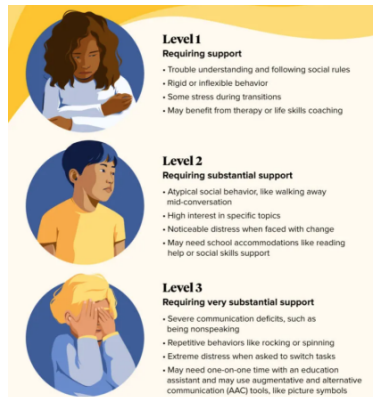 Level 1
Requiring support
• Trouble understanding and following social rules
• Rigid or inflexible behavior
• Some stress during transitions
• May benefit from therapy or life skills coaching
Level 2
Requiring substantial support
• Atypical social behavior, like walking away
mid-conversation
• High interest in specific topics
• Noticeable distress when faced with change
• May need school accommodations like reading
help or social skills support
Level 3
Requiring very substantial support
• Severe communication deficits, such as
being nonspeaking
• Repetitive behaviors like rocking or spinning
• Extreme distress when asked to switch tasks
• May need one-on-one time with an education
assistant and may use augmentative and alternative
communication (AAC) tools, like picture symbols